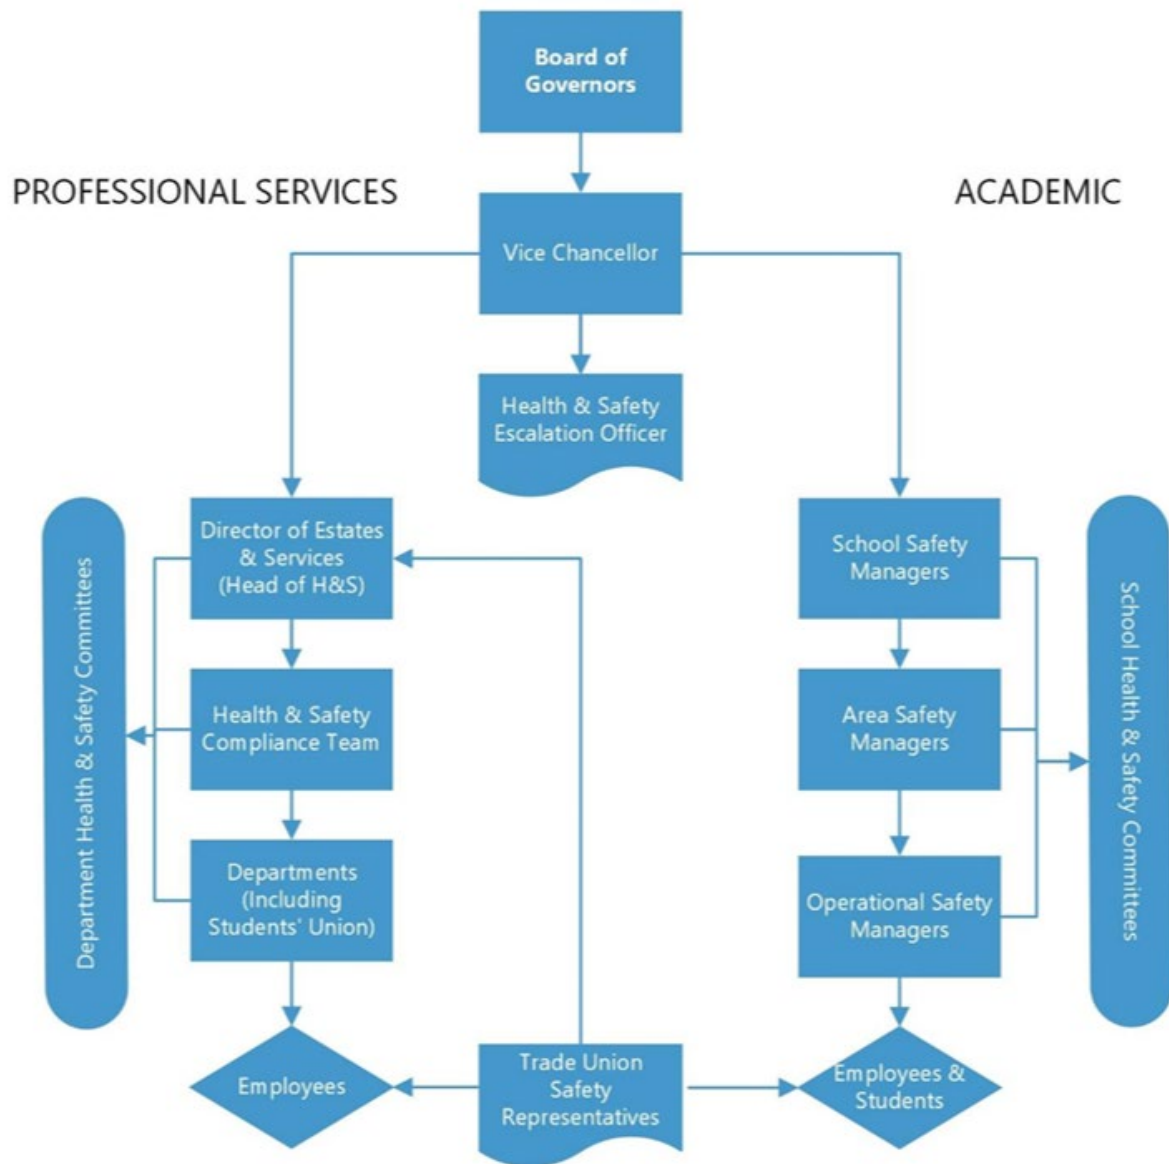 Board of
Governors
PROFESSIONAL SERVICES
ACADEMIC
Vice Chancellor
Health & Safety
Escalation Officer
Department Health & Safety Committees
Director of Estates
& Services
(Head of H&S)
School Safety
Managers
School Health & Safety Committees
Health & Safety
Compliance Team
Area Safety
Managers
Departments
(Including
Students' Union)
Operational Safety
Managers
Employees
Trade Union
Safety
Representatives
Employees &
Students